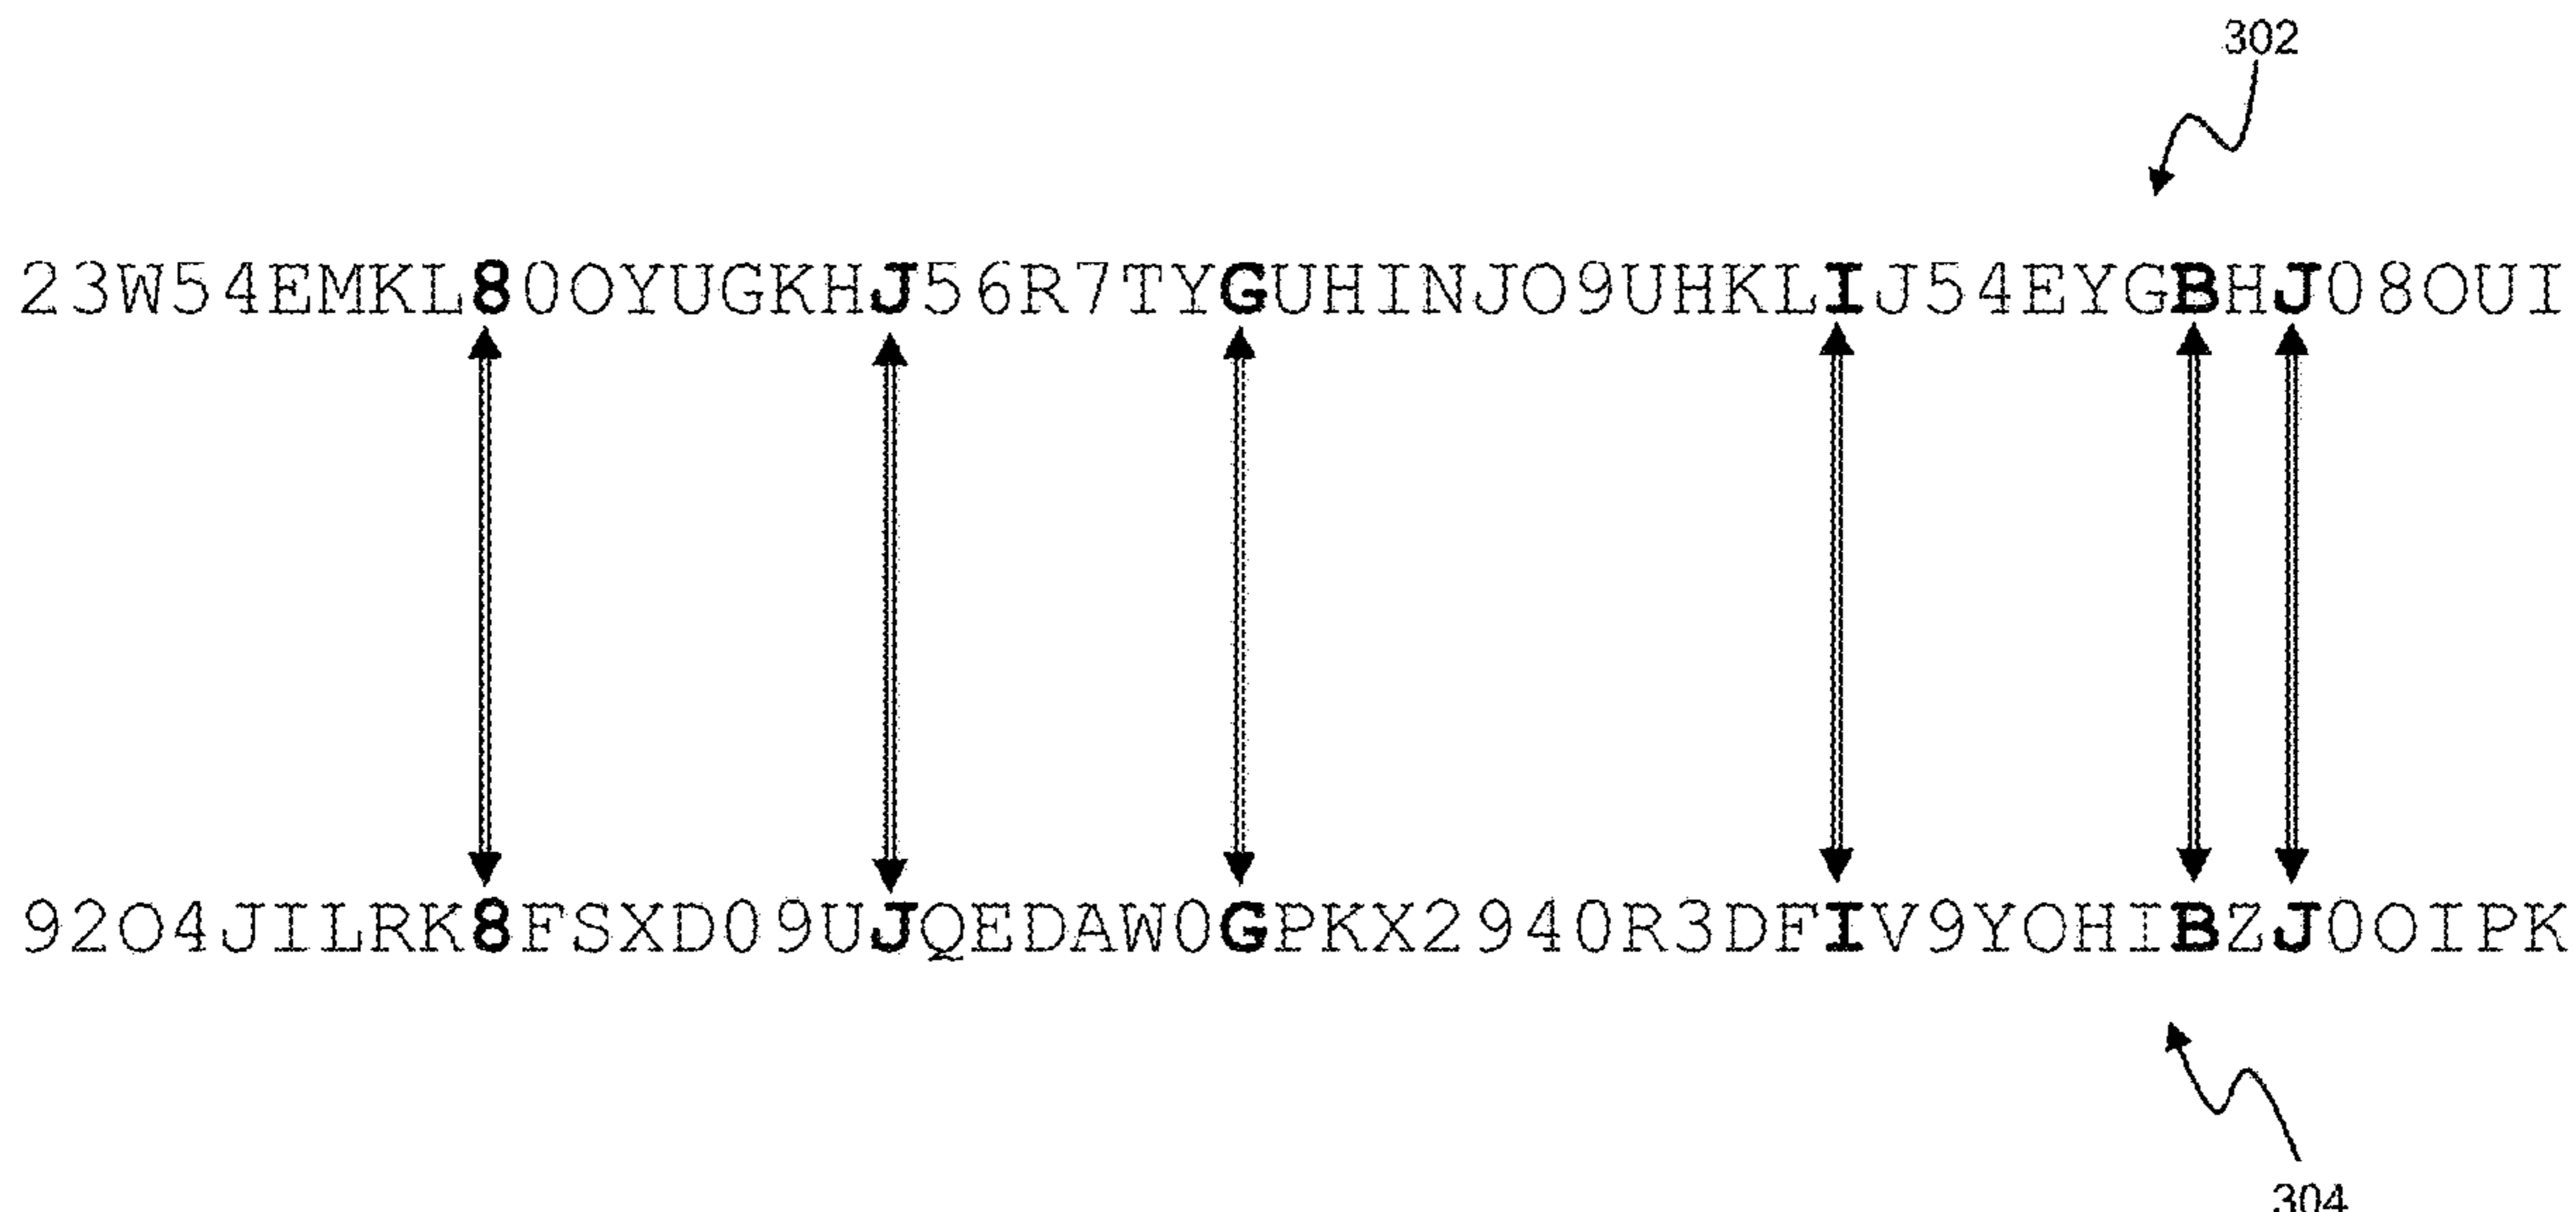 302
23W54EMKL80OYUGKHJ56R7TYGUHINJO9UHKLIJ54EYGBHJ08OUI
92O4JILRK8FSXD09UJQEDAW0GPKX2940R3DFIV9YOHIBZJ0OIPK
304